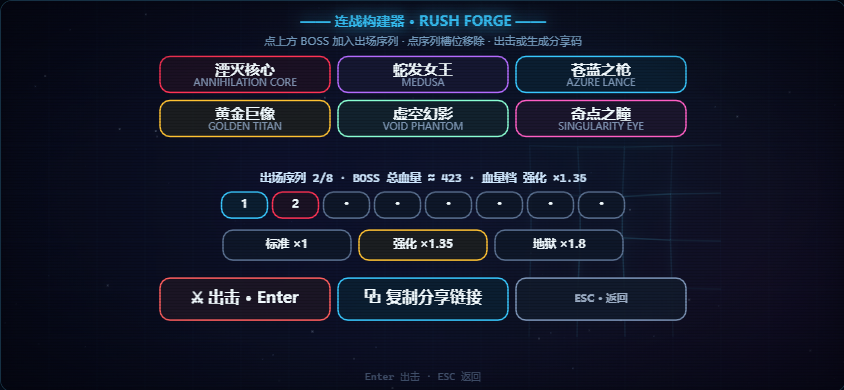 连战构建器 • RUSH FORGE
点上方 BOSS 加入出场序列 · 点序列槽位移除 · 出击或生成分享码
湮灭核心
ANNIHILATION CORE
蛇发女王
MEDUSA
苍蓝之枪
AZURE LANCE
黄金巨像
GOLDEN TITAN
虚空幻影
VOID PHANTOM
奇点之瞳
SINGULARITY EYE
出场序列 2/8 · BOSS 总血量 ≈ 423 · 血量档 强化 ×1.35
1 2 • • • • • •
标准 ×1
强化 ×1.35
地狱 ×1.8
⚔ 出击 • Enter
⧉ 复制分享链接
ESC • 返回
Enter 出击 · ESC 返回